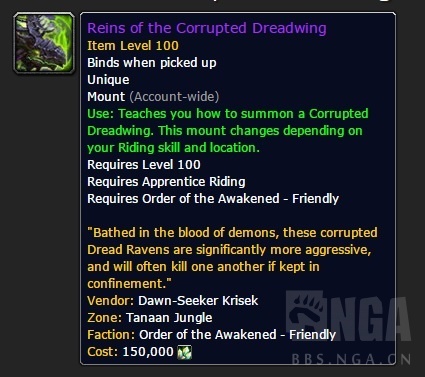 Reins of the Corrupted Dreadwing
Item Level 100
Binds when picked up
Unique
Mount (Account-wide)
Use: Teaches you how to summon a Corrupted
Dreadwing. This mount changes depending on
your Riding skill and location.
Requires Level 100
Requires Apprentice Riding
Requires Order of the Awakened - Friendly
"Bathed in the blood of demons, these corrupted
Dread Ravens are significantly more aggressive,
and will often kill one another if kept in
confinement."
Vendor: Dawn-Seeker Krisek
Zone: Tanaan Jungle
Faction: Order of the Awakened - Friendly
Cost: 150,000
NGA
BBS.NGA.CN